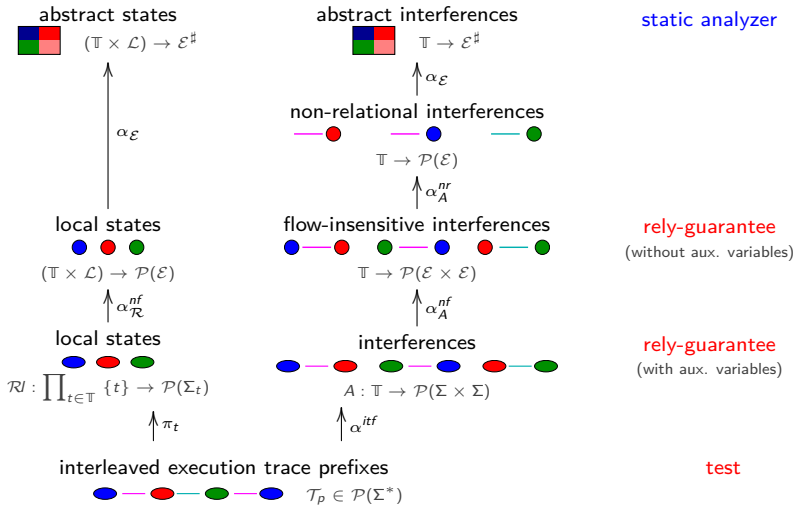 abstract states
abstract interferences
static analyzer
(𝕋 × ℒ) → ℰ♯
𝕋 → ℰ♯
α_ℰ
non-relational interferences
α_ℰ
𝕋 → 𝒫(ℰ)
α_A^nr
local states
flow-insensitive interferences
rely-guarantee
(without aux. variables)
(𝕋 × ℒ) → 𝒫(ℰ)
𝕋 → 𝒫(ℰ × ℰ)
α_ℛ^nf
α_A^nf
local states
interferences
rely-guarantee
(with aux. variables)
ℛI : ∏_{t∈𝕋} {t} → 𝒫(Σ_t)
A : 𝕋 → 𝒫(Σ × Σ)
π_t
α^itf
interleaved execution trace prefixes
test
𝒯_p ∈ 𝒫(Σ*)